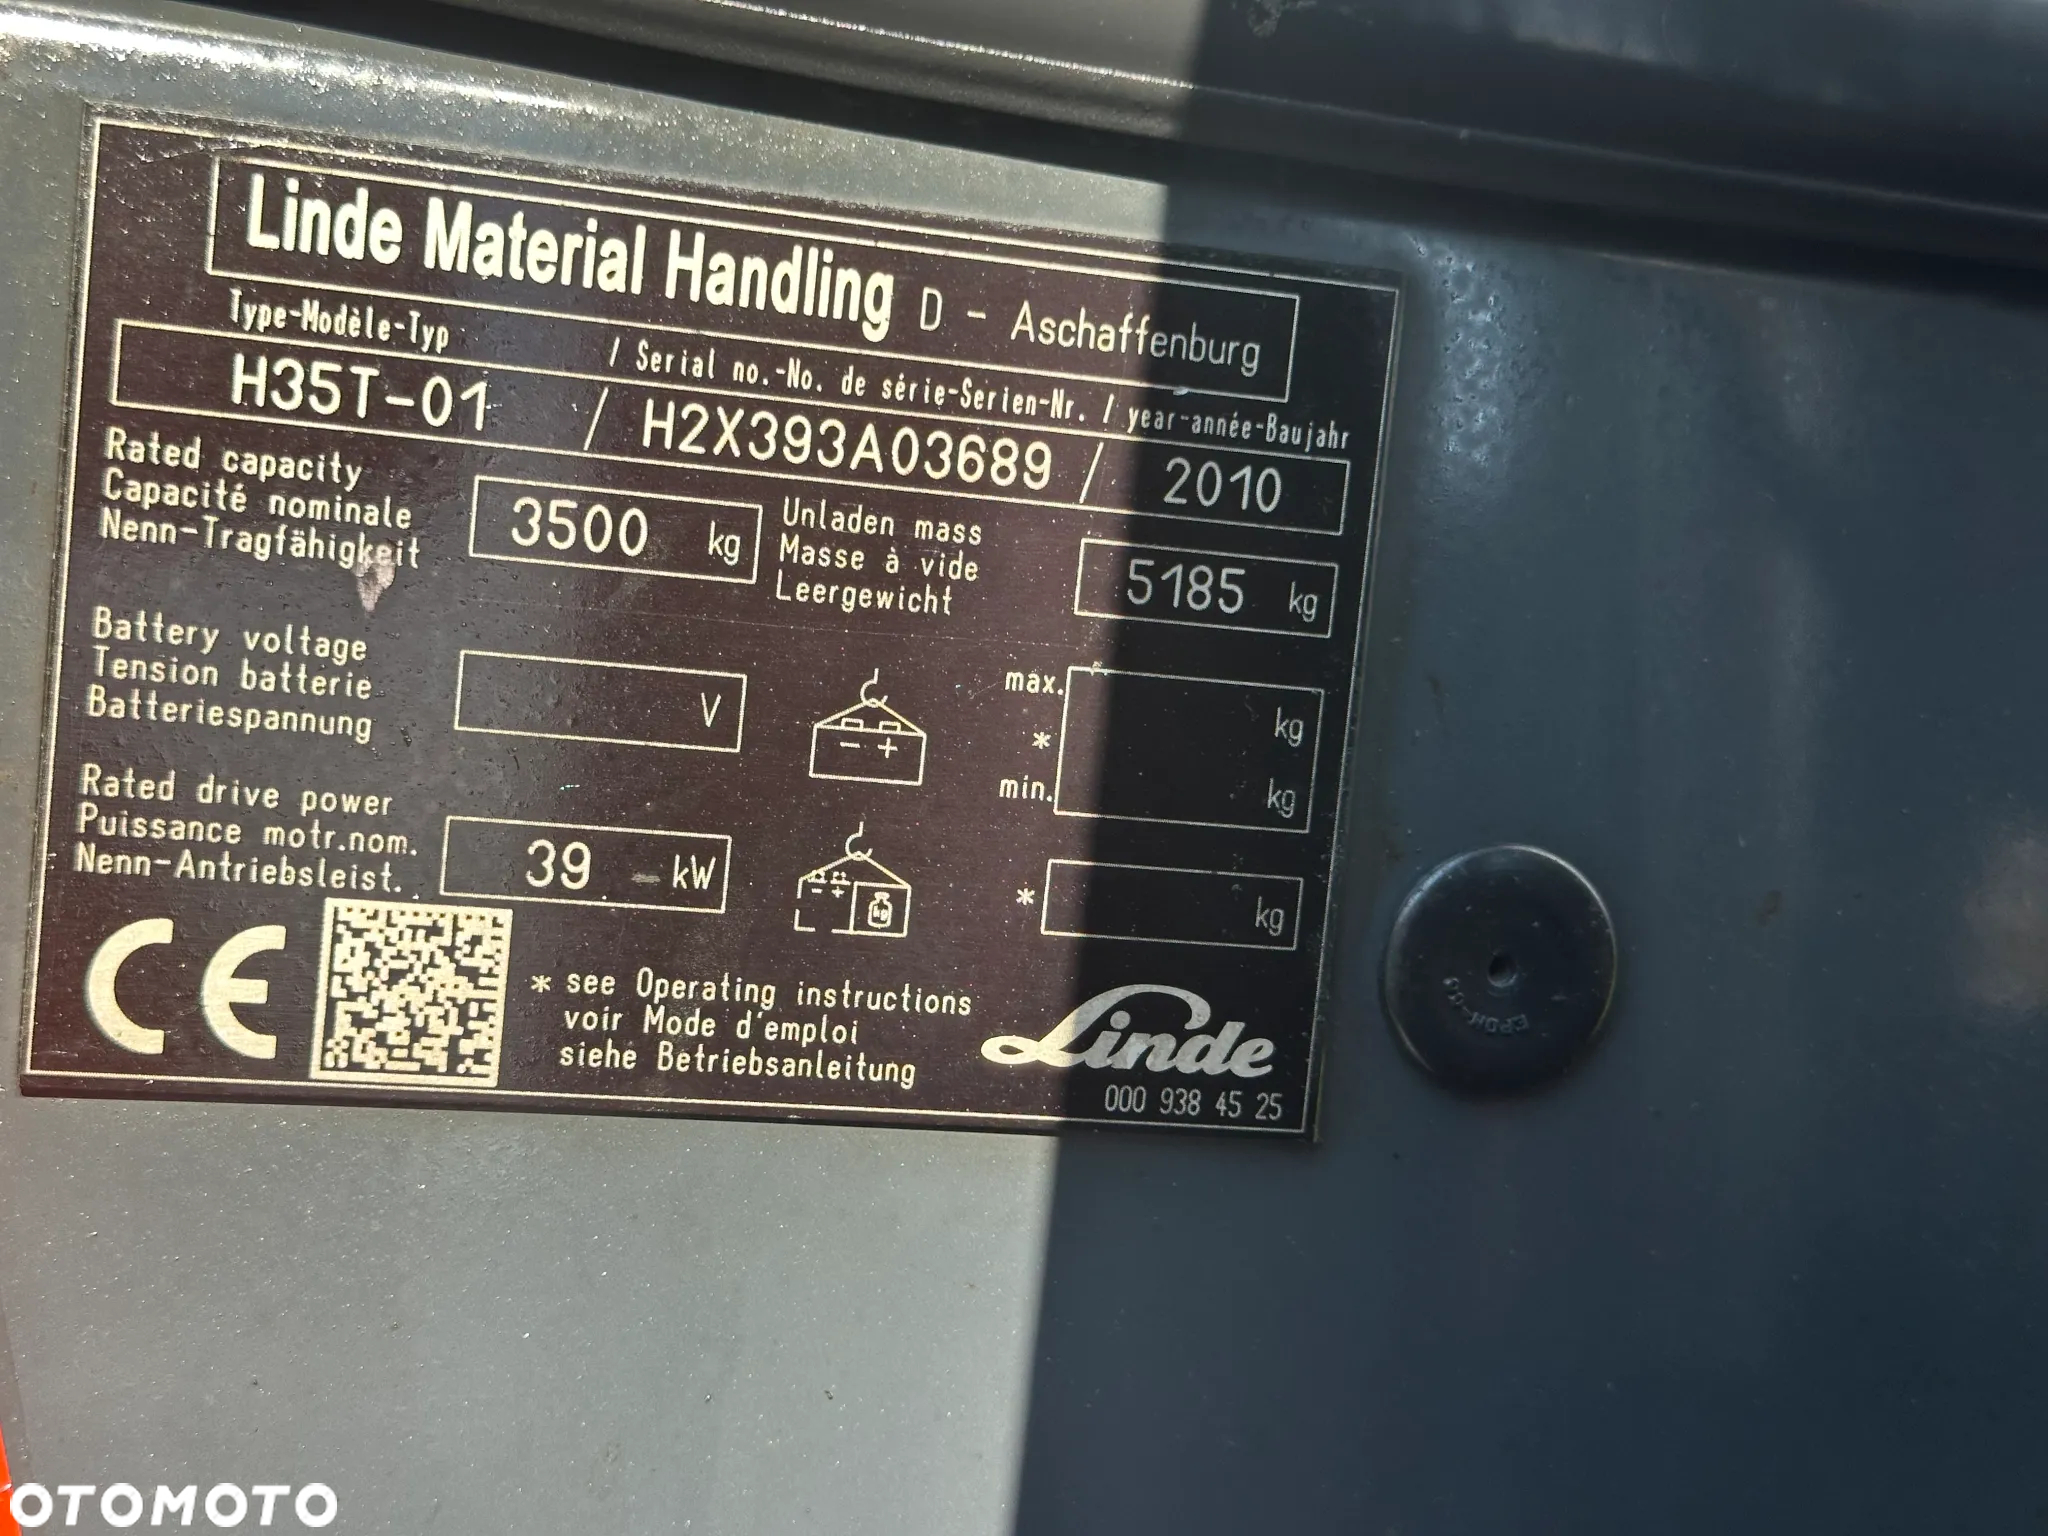 Linde Material Handling D - Aschaffenburg
Type-Modèle-Typ / Serial no.-No. de série-Serien-Nr. / year-année-Baujahr
H35T-01 / H2X393A03689 / 2010
Rated capacity
Capacité nominale
Nenn-Tragfähigkeit
3500 kg
Unladen mass
Masse à vide
Leergewicht
5185 kg
Battery voltage
Tension batterie
Batteriespannung
V
- +
max. kg
*
min. kg
Rated drive power
Puissance motr.nom.
Nenn-Antriebsleist.
39 kW
- +
kg
* kg
CE
* see Operating instructions
voir Mode d'emploi
siehe Betriebsanleitung
Linde
000 938 45 25
OTOMOTO